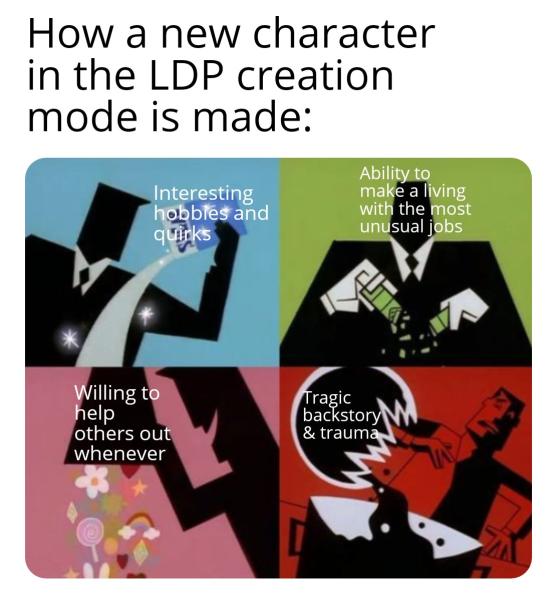 How a new character
in the LDP creation
mode is made:
Interesting
hobbies and
quirks
Ability to
make a living
with the most
unusual jobs
Willing to
help
others out
whenever
Tragic
backstory
& trauma